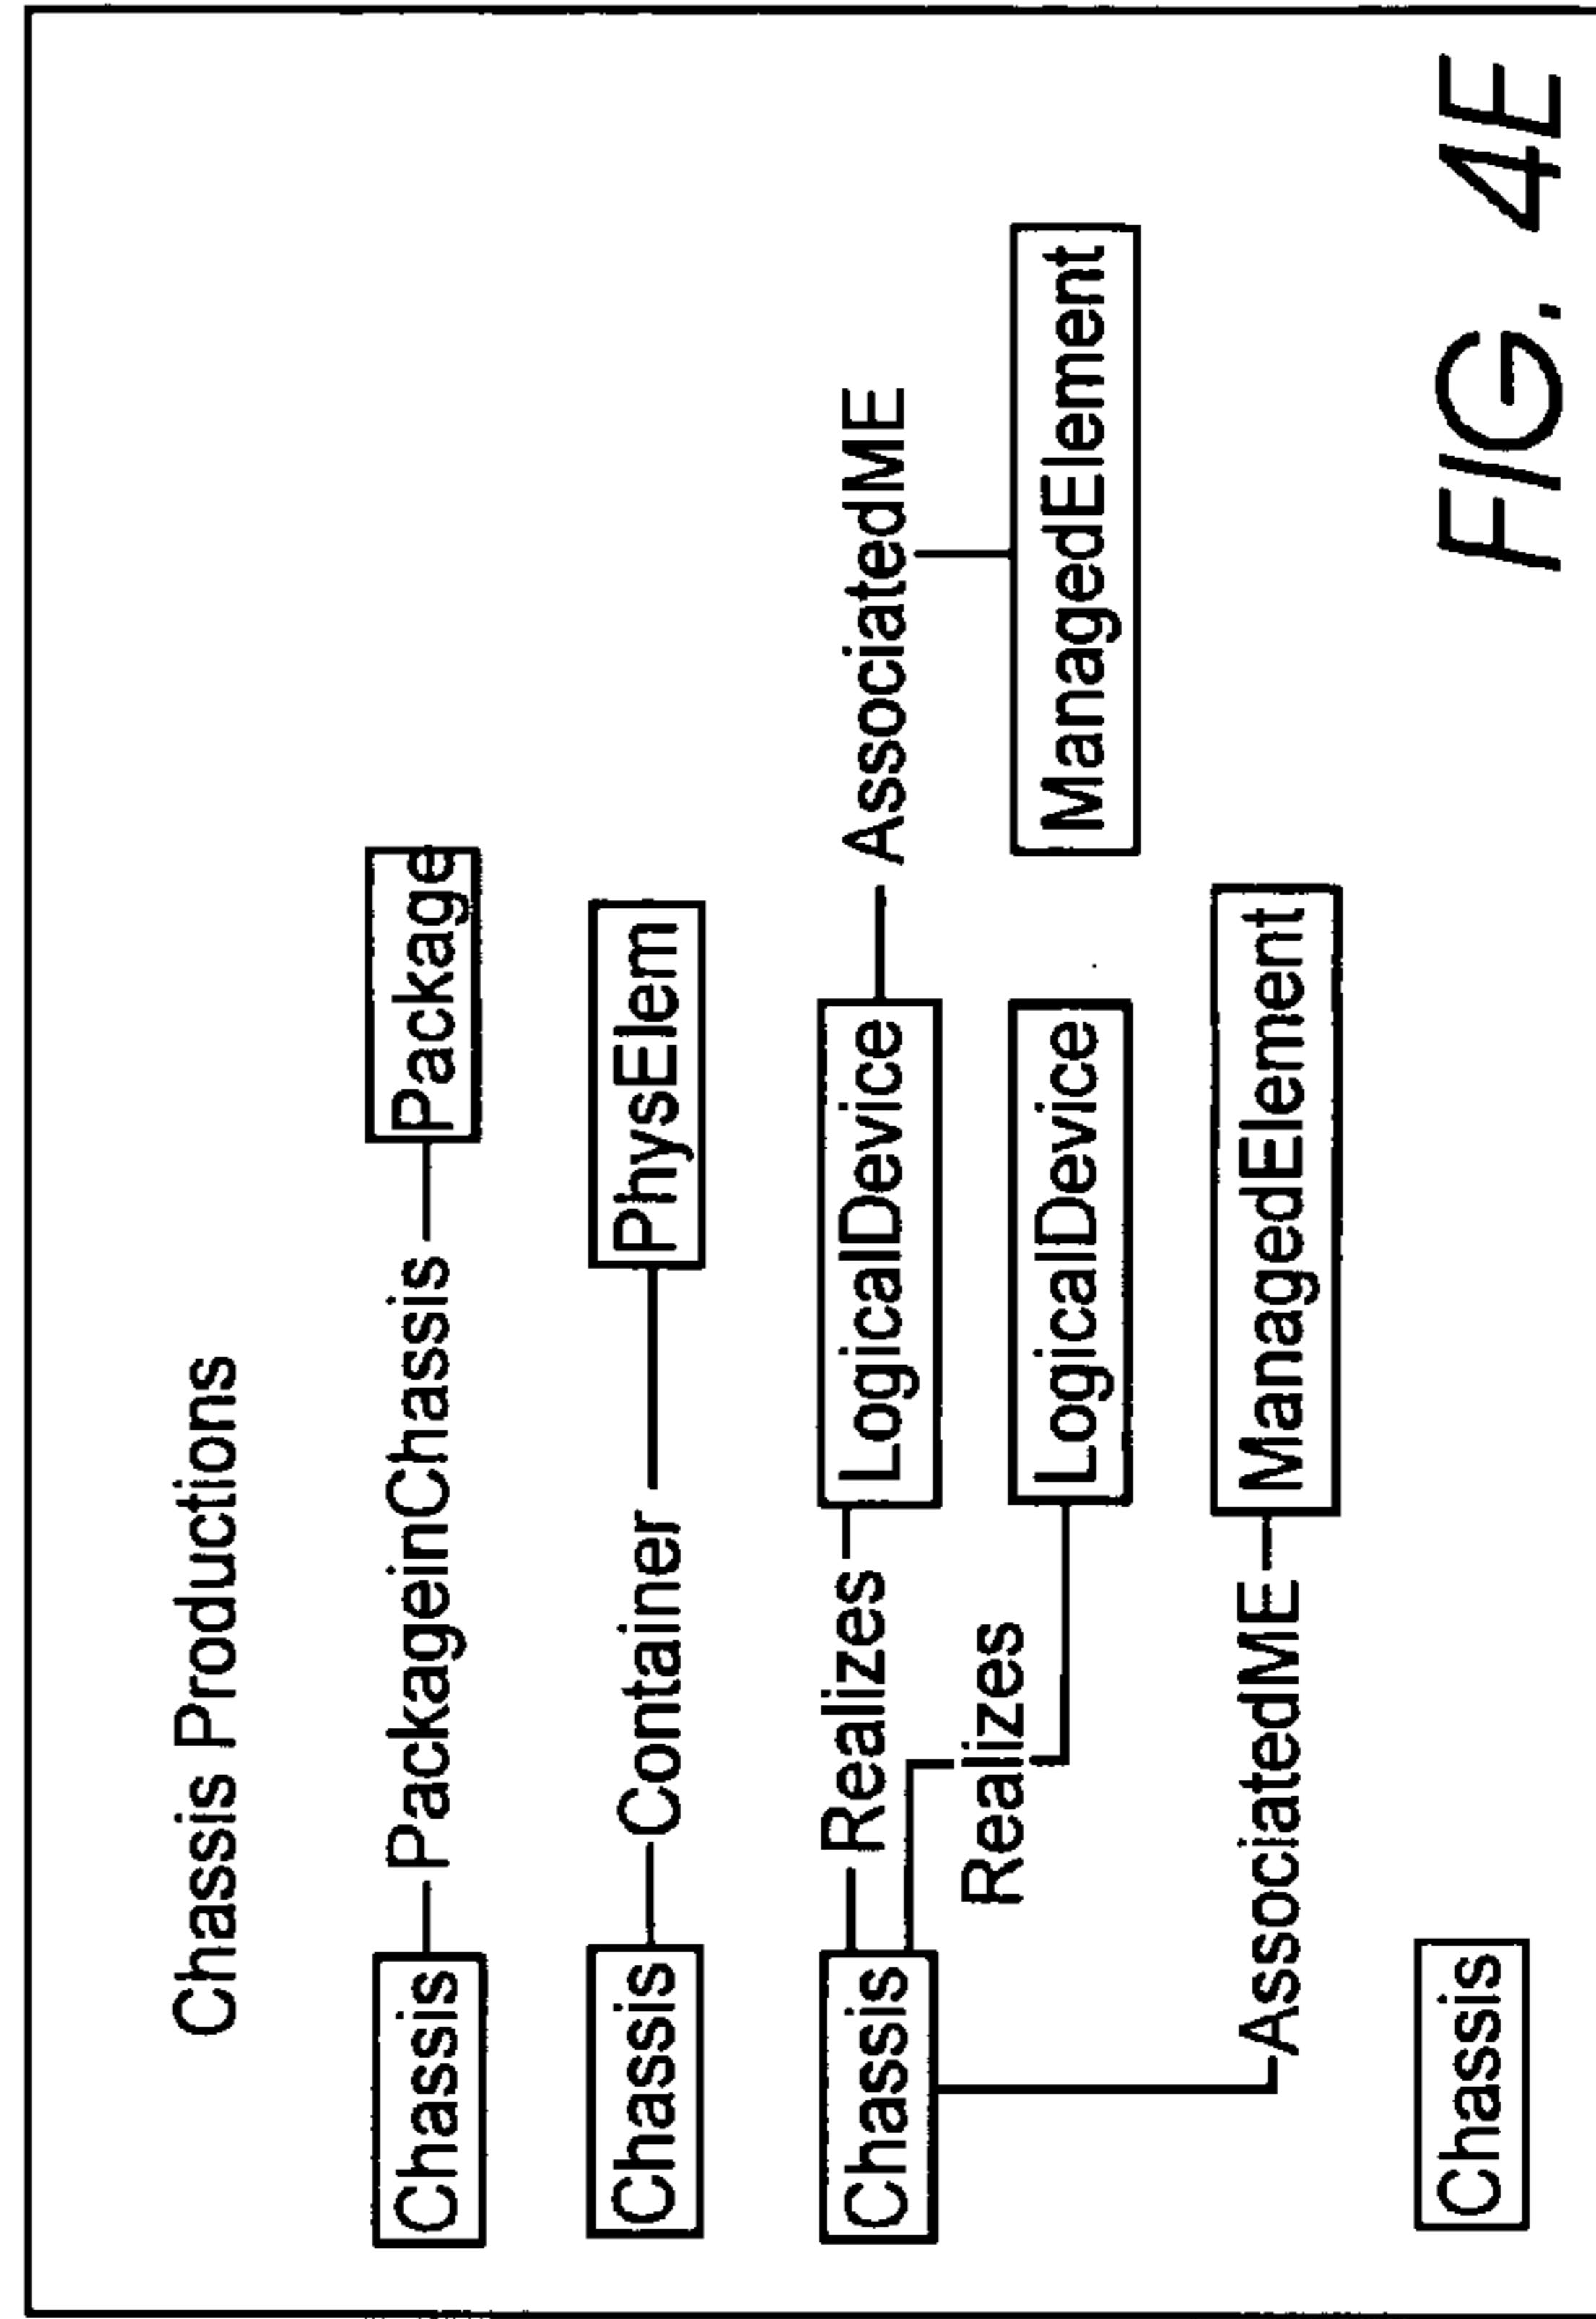 Chassis Productions
Chassis PackageinChassis Package
Chassis Container PhysElem
Chassis Realizes LogicalDevice AssociatedME
Realizes LogicalDevice ManagedElement
AssociatedME ManagedElement
Chassis
FIG. 4E